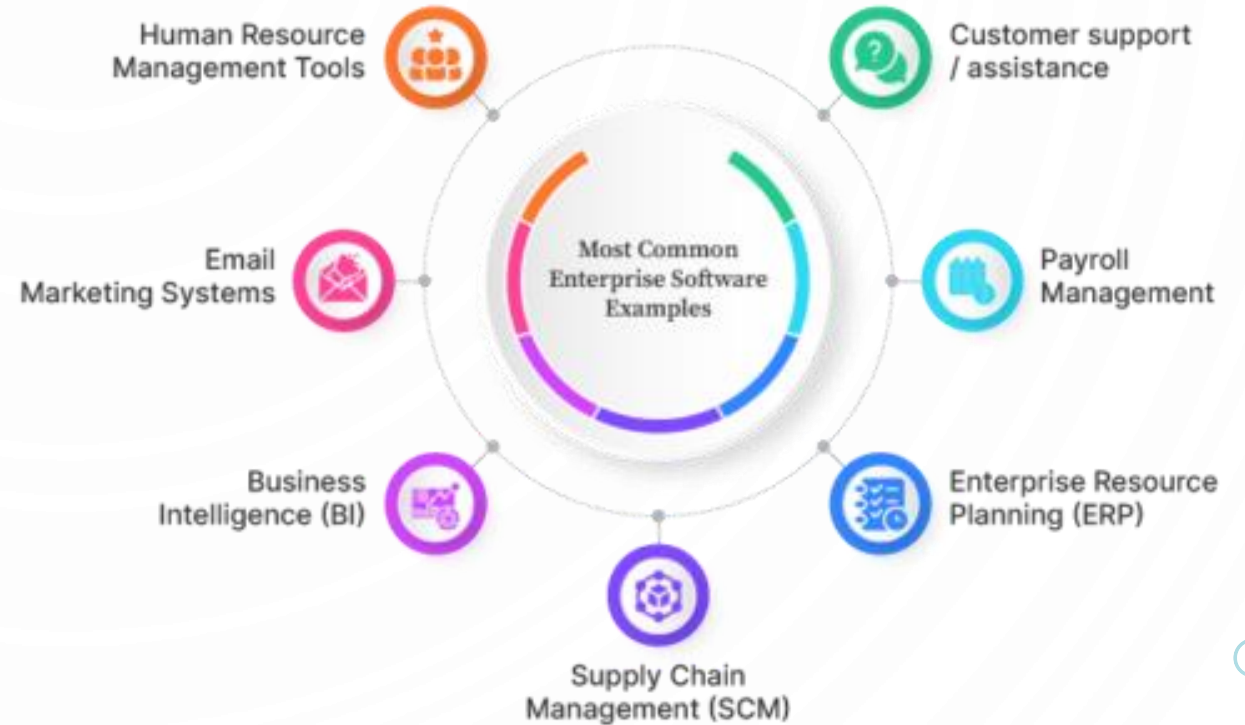 Human Resource
Management Tools
Customer support
/ assistance
Most Common
Enterprise Software
Examples
Email
Marketing Systems
Payroll
Management
Business
Intelligence (BI)
Enterprise Resource
Planning (ERP)
Supply Chain
Management (SCM)
?